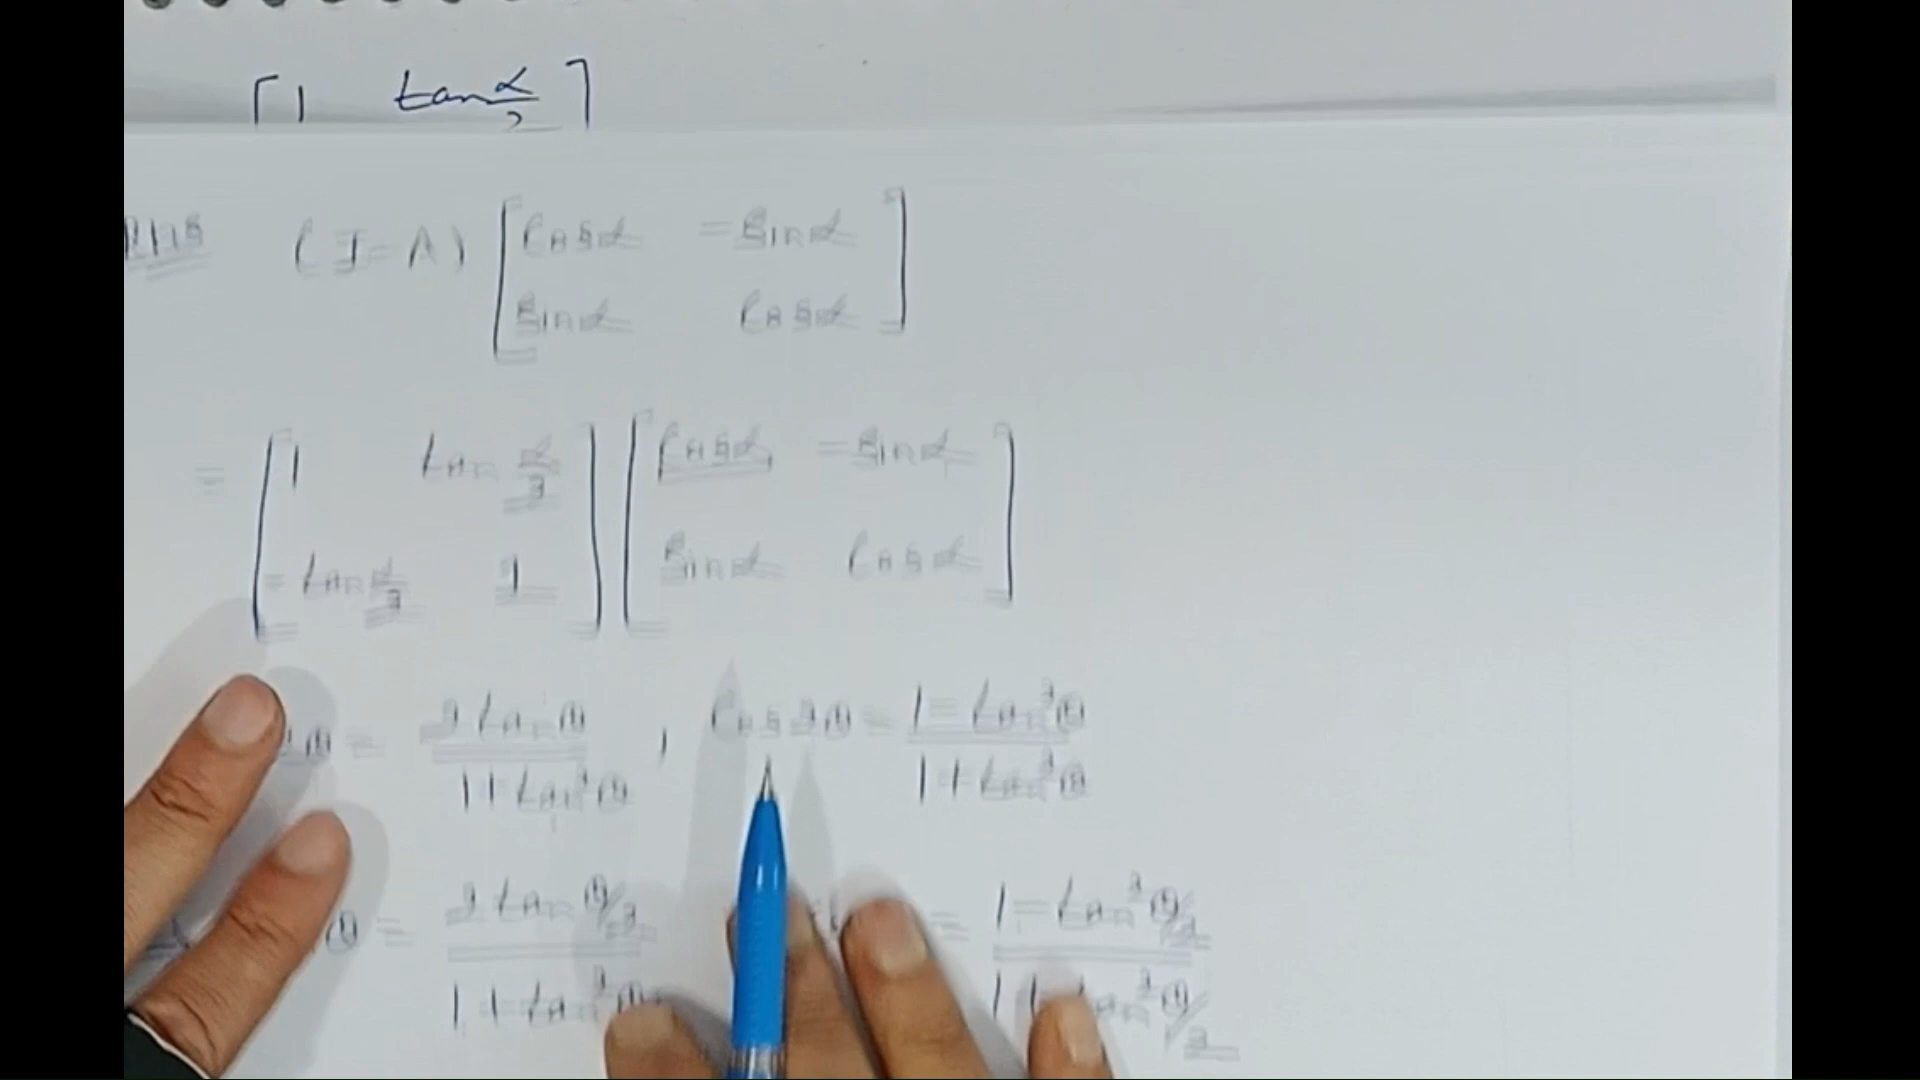 [1 tan α/2]
RHS (I - A) [cos α - sin α
sin α cos α]
= [1 tan α/2] [cos α - sin α]
[- tan α/2 1] [sin α cos α]
2θ = 2 tan θ / 1 + tan²θ , cos 2θ = 1 - tan²θ / 1 + tan²θ
θ = 2 tan θ/2 / 1 + tan²θ = 1 - tan²θ/2 / 1 + tan²θ/2